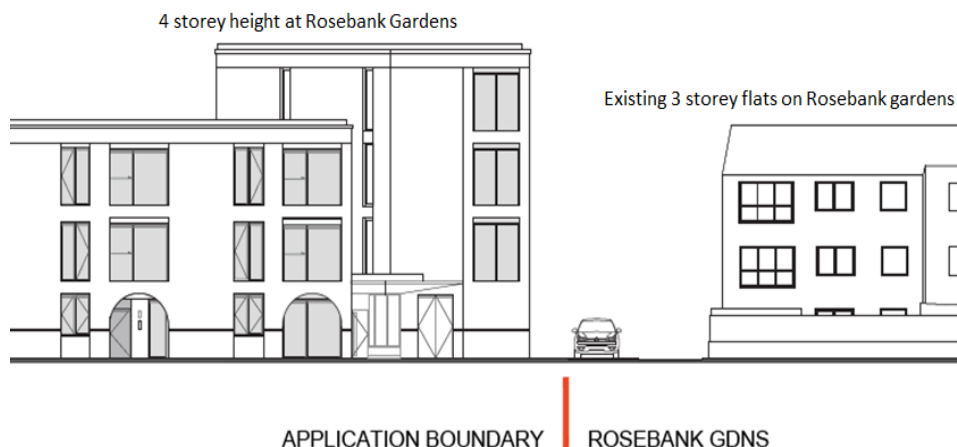 4 storey height at Rosebank Gardens
Existing 3 storey flats on Rosebank gardens
APPLICATION BOUNDARY
ROSEBANK GDNS